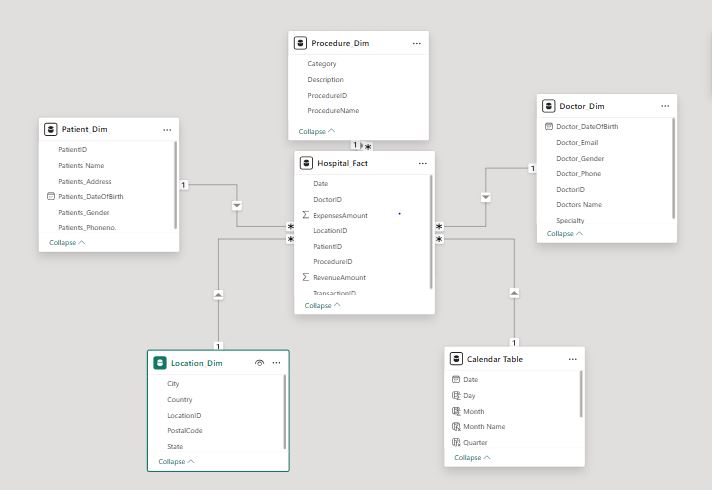 Procedure_Dim
Category
Description
ProcedureID
ProcedureName
Collapse
Patient_Dim
PatientID
Patients Name
Patients_Address
Patients_DateOfBirth
Patients_Gender
Patients_Phoneno.
Collapse
Doctor_Dim
Doctor_DateOfBirth
Doctor_Email
Doctor_Gender
Doctor_Phone
DoctorID
Doctors Name
Specialty
Collapse
Hospital_Fact
Date
DoctorID
ExpensesAmount
LocationID
PatientID
ProcedureID
RevenueAmount
TransactionID
Collapse
Location_Dim
City
Country
LocationID
PostalCode
State
Collapse
Calendar Table
Date
Day
Month
Month Name
Quarter
Collapse
1 *
1 *
1 *
1 *
1 *